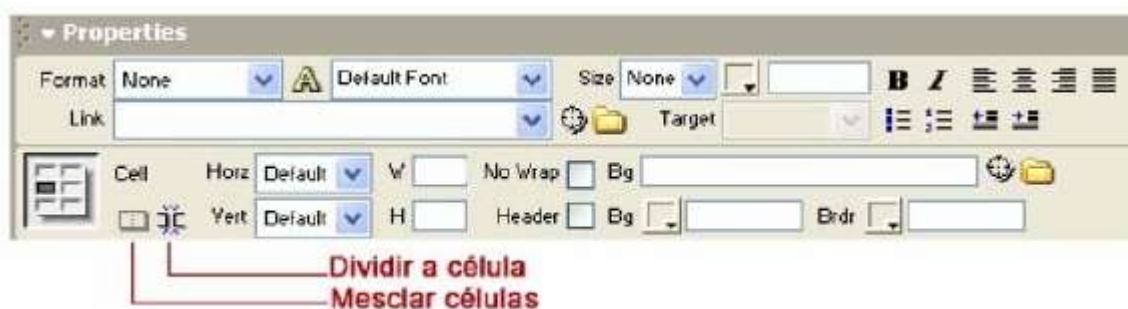 Properties
Format None Default Font Size None B I
Link Target
Cell Horz Default W No Wrap Bg
Vert Default H Header Bg Brdr
Dividir a célula
Mesclar células